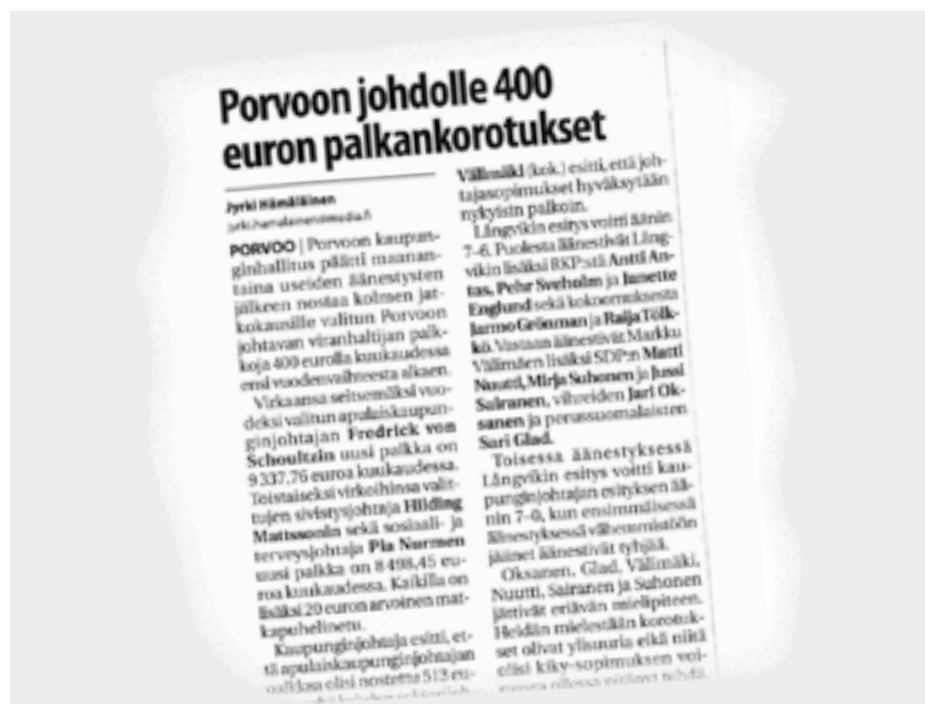 Porvoon johdolle 400
euron palkankorotukset
Jyrki Hämäläinen
PORVOO | Porvoon kaupun-
ginhallitus päätti maanan-
taina useiden äänestysten
jälkeen nostaa kolmen jat-
kokausille valitun Porvoon
johtavan viranhaltijan palk-
koja 400 eurolla kuukaudessa
ensi vuodenvaihteesta alkaen.
Virkaansa seitsemäksi vuo-
deksi valitun apulaiskaupun-
ginjohtajan Fredrick von
Schoultzin uusi palkka on
9 337,76 euroa kuukaudessa.
Toistaiseksi virkoihinsa valit-
tujen sivistysjohtaja Hilding
Mattssonin sekä sosiaali- ja
terveysjohtaja Pia Nurmen
uusi palkka on 8 498,45 eu-
roa kuukaudessa. Kaikilla on
lisäksi 20 euron arvoinen mat-
kapuhelinetu.
Kaupunginjohtaja esitti, et-
tä apulaiskaupunginjohtajan
palkkaa olisi nostettu 513 eu-
Välimäki (kok.) esitti, että joh-
tajasopimukset hyväksytään
nykyisin palkoin.
Långvikin esitys voitti äänin
7–6. Puolesta äänestivät Lång-
vikin lisäksi RKP:stä Antti An-
tas, Pehr Sveholm ja Janette
Englund sekä kokoomuksesta
Jarmo Grönman ja Raija Tölk-
kö. Vastaan äänestivät Markku
Välimäen lisäksi SDP:n Matti
Nuutti, Mirja Suhonen ja Jussi
Sairanen, vihreiden Jari Ok-
sanen ja perussuomalaisten
Sari Glad.
Toisessa äänestyksessä
Långvikin esitys voitti kau-
punginjohtajan esityksen ää-
nin 7–0, kun ensimmäisessä
äänestyksessä vähemmistöön
jääneet äänestivät tyhjää.
Oksanen, Glad, Välimäki,
Nuutti, Sairanen ja Suhonen
jättivät eriävän mielipiteen.
Heidän mielestään korotuk-
set olivat ylisuuria eikä niitä
olisi kiky-sopimuksen voi-